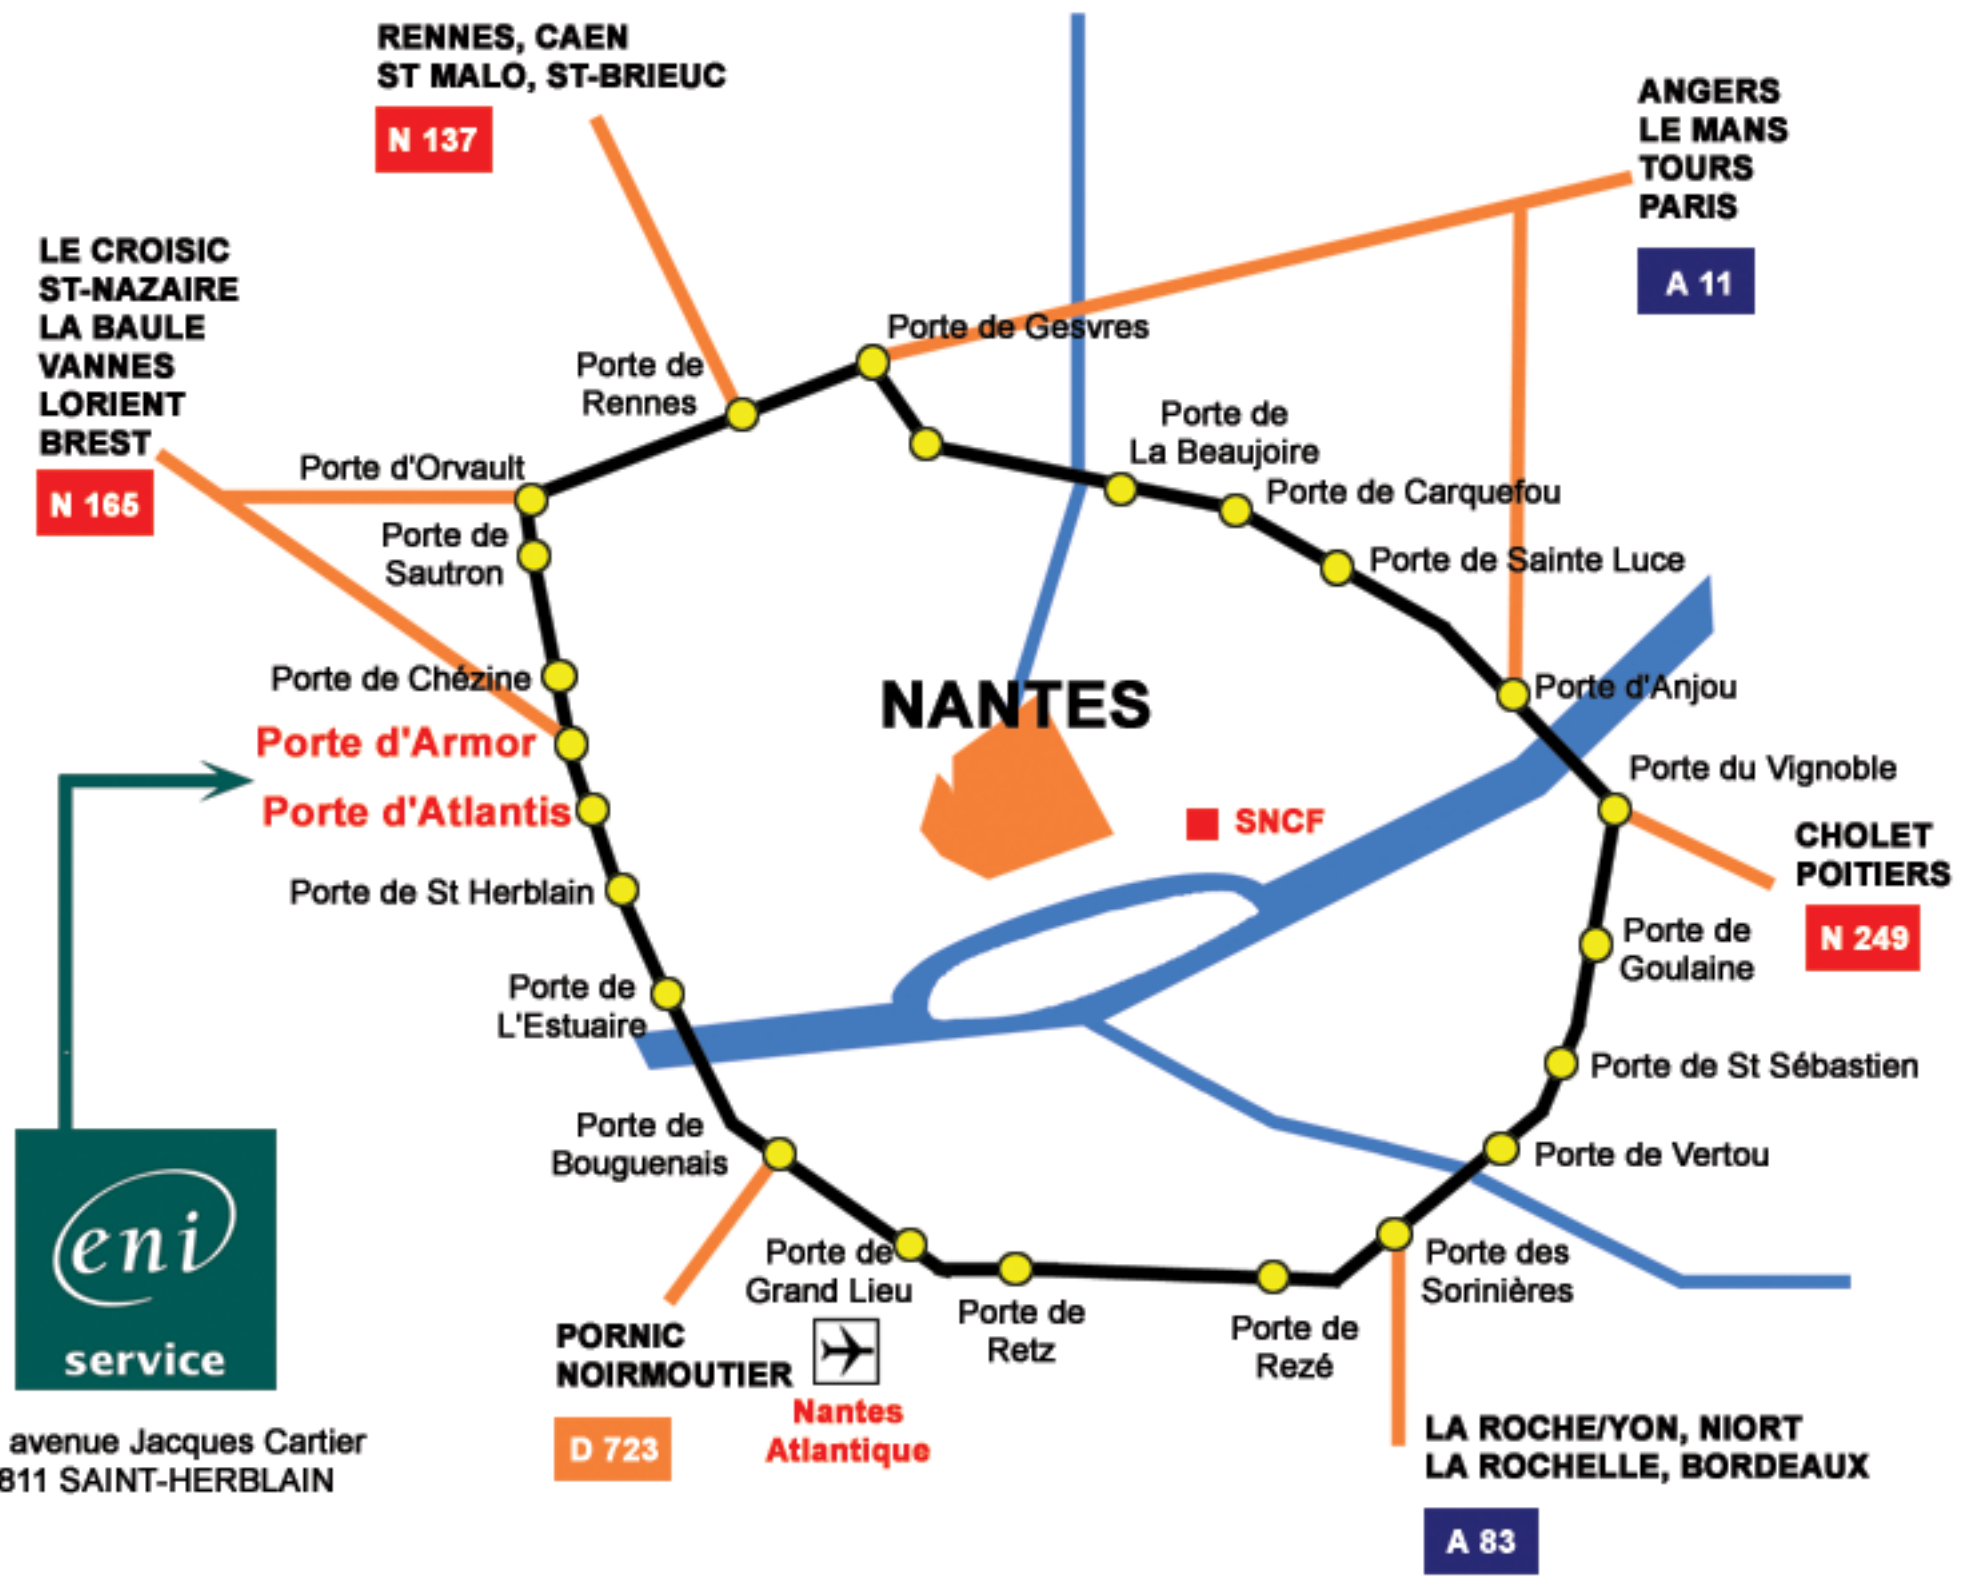 RENNES, CAEN
ST MALO, ST-BRIEUC
N 137
ANGERS
LE MANS
TOURS
PARIS
A 11
LE CROISIC
ST-NAZAIRE
LA BAULE
VANNES
LORIENT
BREST
N 165
Porte de Gesvres
Porte de
Rennes
Porte de
La Beaujoire
Porte d'Orvault
Porte de Carquefou
Porte de
Sautron
Porte de Sainte Luce
Porte de Chézine
Porte d'Anjou
NANTES
Porte d'Armor
Porte du Vignoble
Porte d'Atlantis
SNCF
CHOLET
POITIERS
N 249
Porte de St Herblain
Porte de
Goulaine
Porte de
L'Estuaire
Porte de St Sébastien
Porte de
Bouguenais
Porte de Vertou
eni
service
Porte de
Grand Lieu
Porte des
Sorinières
Porte de
Retz
Porte de
Rezé
PORNIC
NOIRMOUTIER
D 723
Nantes
Atlantique
avenue Jacques Cartier
811 SAINT-HERBLAIN
LA ROCHE/YON, NIORT
LA ROCHELLE, BORDEAUX
A 83